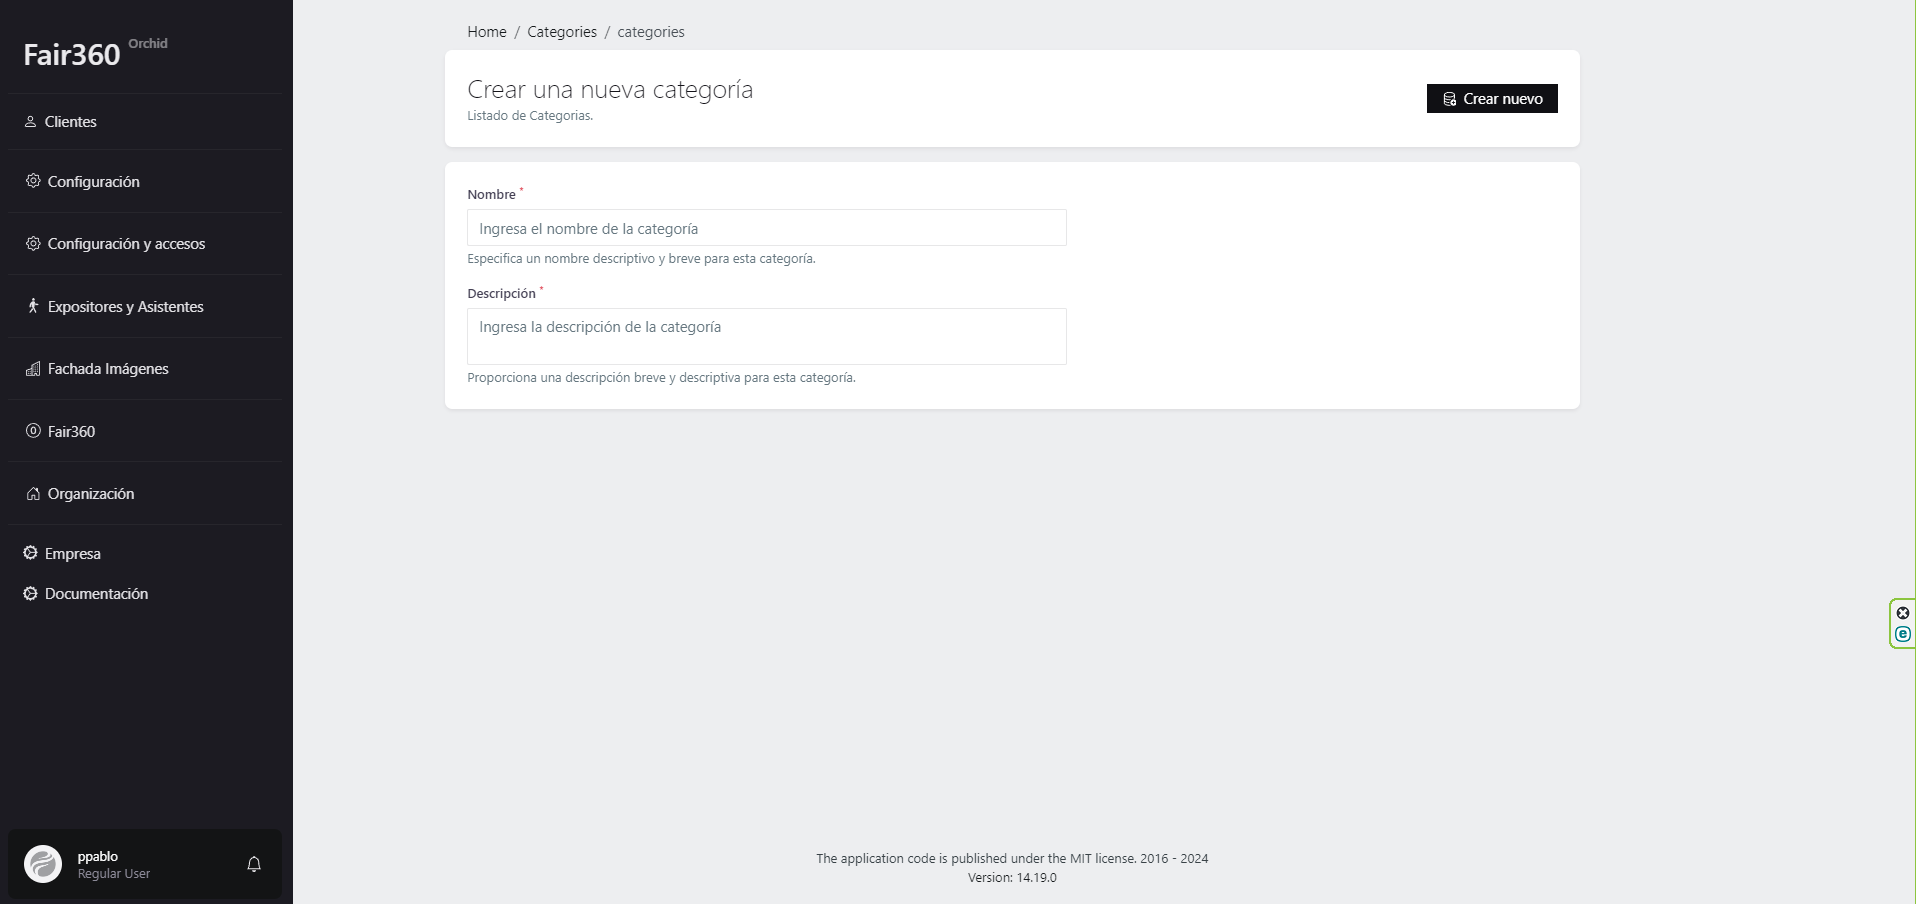 Fair360 Orchid
Clientes
Configuración
Configuración y accesos
Expositores y Asistentes
Fachada Imágenes
Fair360
Organización
Empresa
Documentación
ppablo
Regular User
Home / Categories / categories
Crear una nueva categoría
Listado de Categorias.
Crear nuevo
Nombre *
Ingresa el nombre de la categoría
Especifica un nombre descriptivo y breve para esta categoría.
Descripción *
Ingresa la descripción de la categoría
Proporciona una descripción breve y descriptiva para esta categoría.
The application code is published under the MIT license. 2016 - 2024
Version: 14.19.0